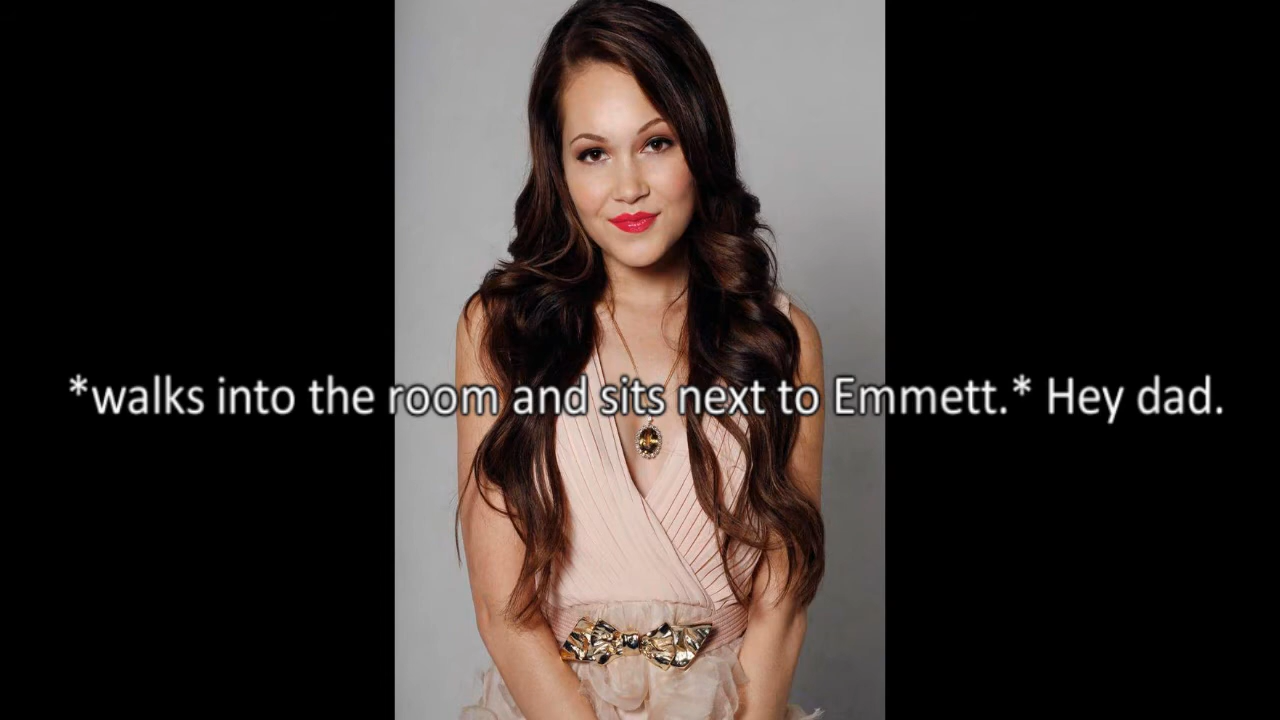 *walks into the room and sits next to Emmett.* Hey dad.